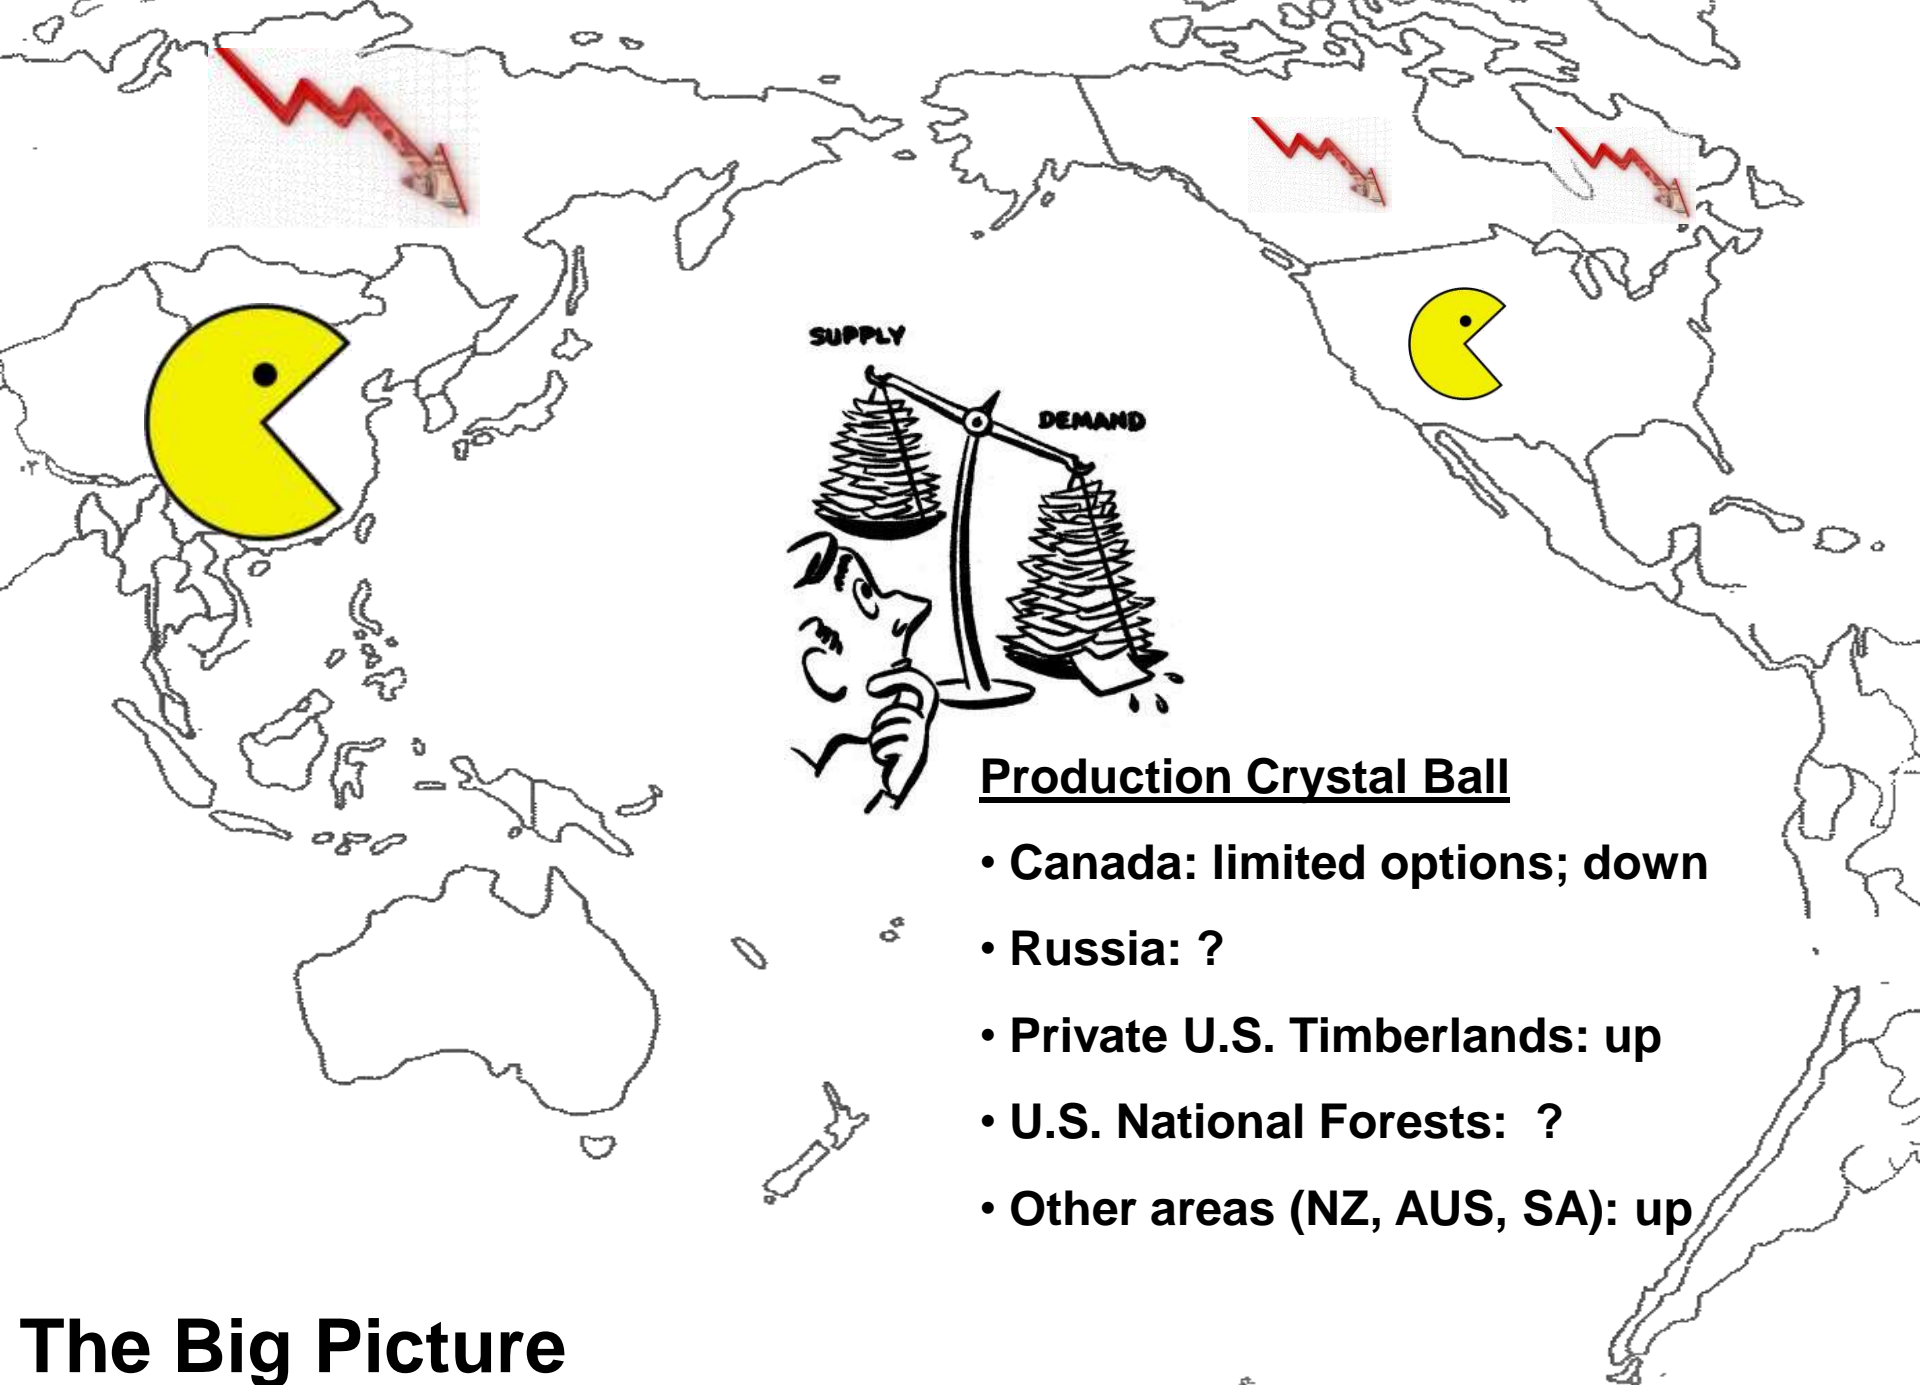 SUPPLY
DEMAND
Production Crystal Ball
• Canada: limited options; down
• Russia: ?
• Private U.S. Timberlands: up
• U.S. National Forests: ?
• Other areas (NZ, AUS, SA): up
The Big Picture